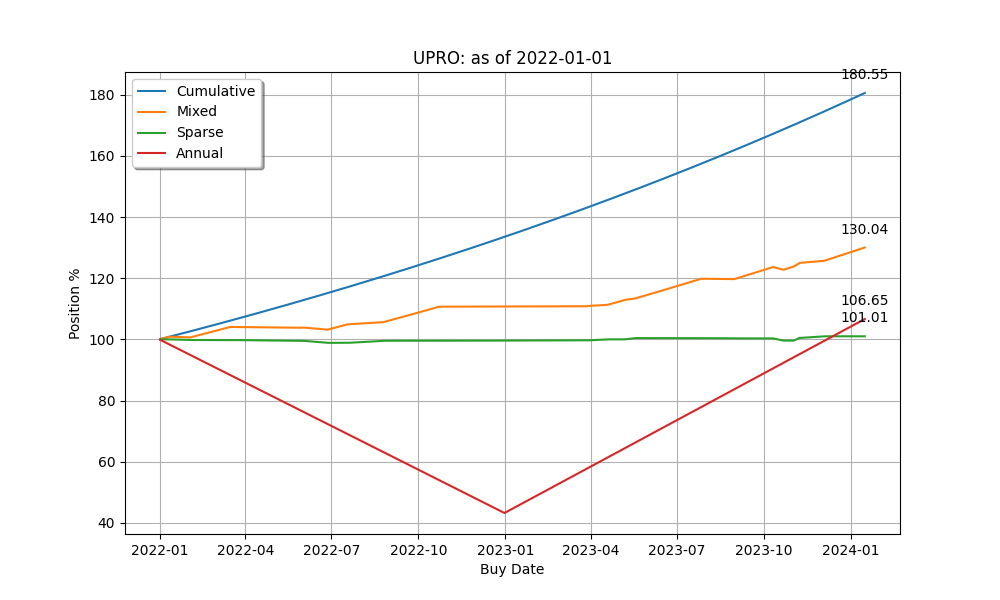 UPRO: as of 2022-01-01
180.55
Cumulative
Mixed
Sparse
Annual
130.04
106.65
101.01
Position %
180
160
140
120
100
80
60
40
2022-01 2022-04 2022-07 2022-10 2023-01 2023-04 2023-07 2023-10 2024-01
Buy Date